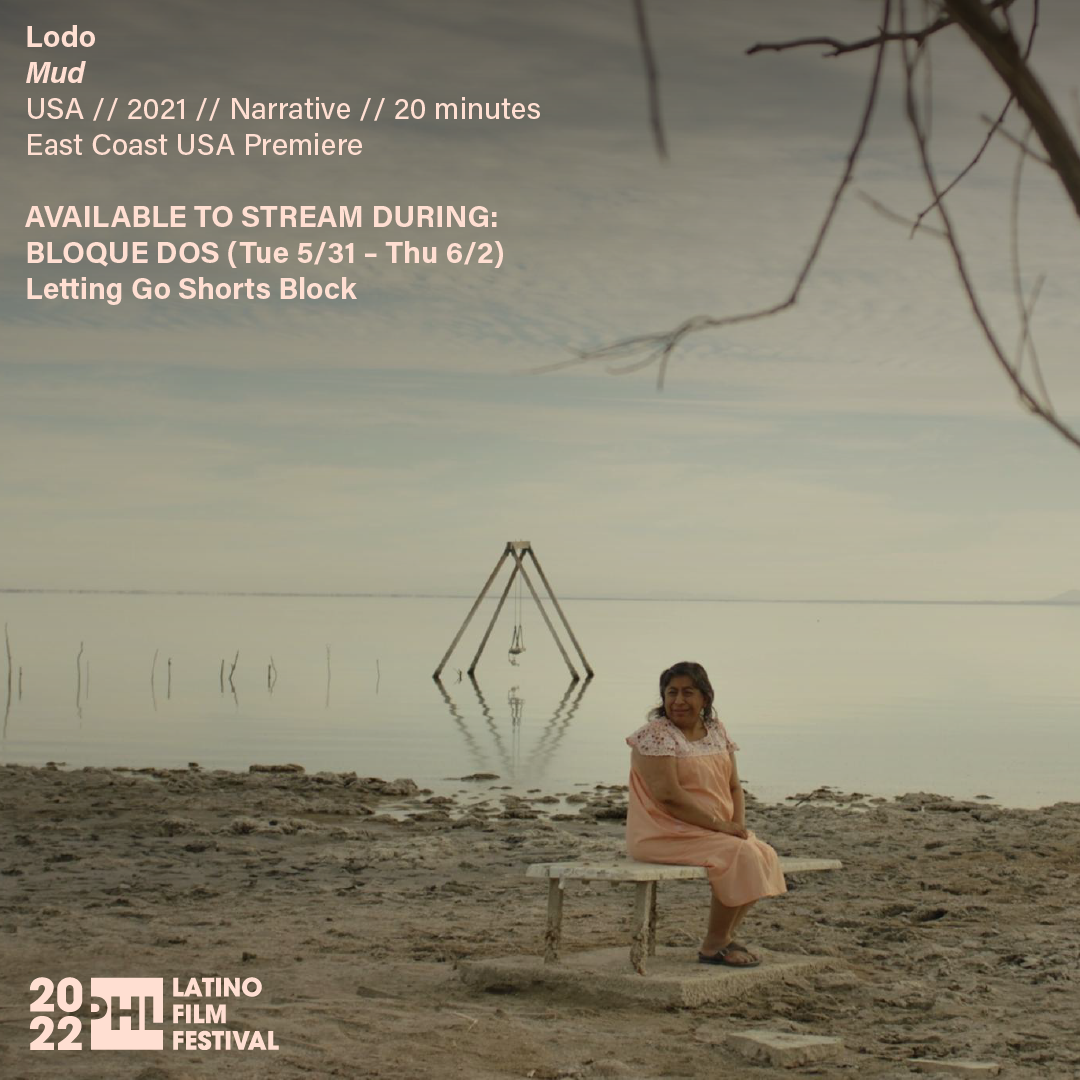 Lodo
Mud
USA // 2021 // Narrative // 20 minutes
East Coast USA Premiere
AVAILABLE TO STREAM DURING:
BLOQUE DOS (Tue 5/31 – Thu 6/2)
Letting Go Shorts Block
20
22
PHL
LATINO
FILM
FESTIVAL